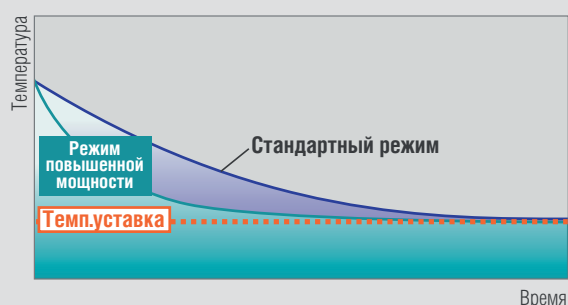 Температура
Стандартный режим
Режим
повышенной
мощности
Темп.уставка
Время